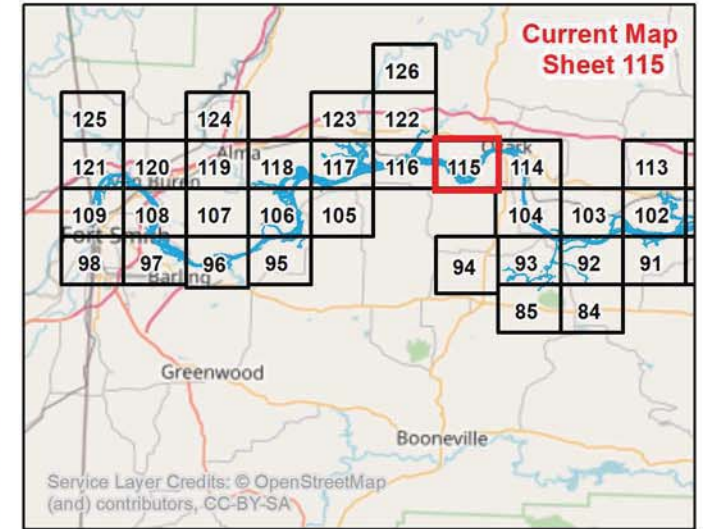 Current Map
Sheet 115
126
125 124 123 122
Alma
121 120 119 118 117 116 115 114 113
109 108 107 106 105 104 103 102
Fort Smith
98 97 96 95 94 93 92 91
Barling
85 84
Greenwood
Booneville
Service Layer Credits: © OpenStreetMap
(and) contributors, CC-BY-SA